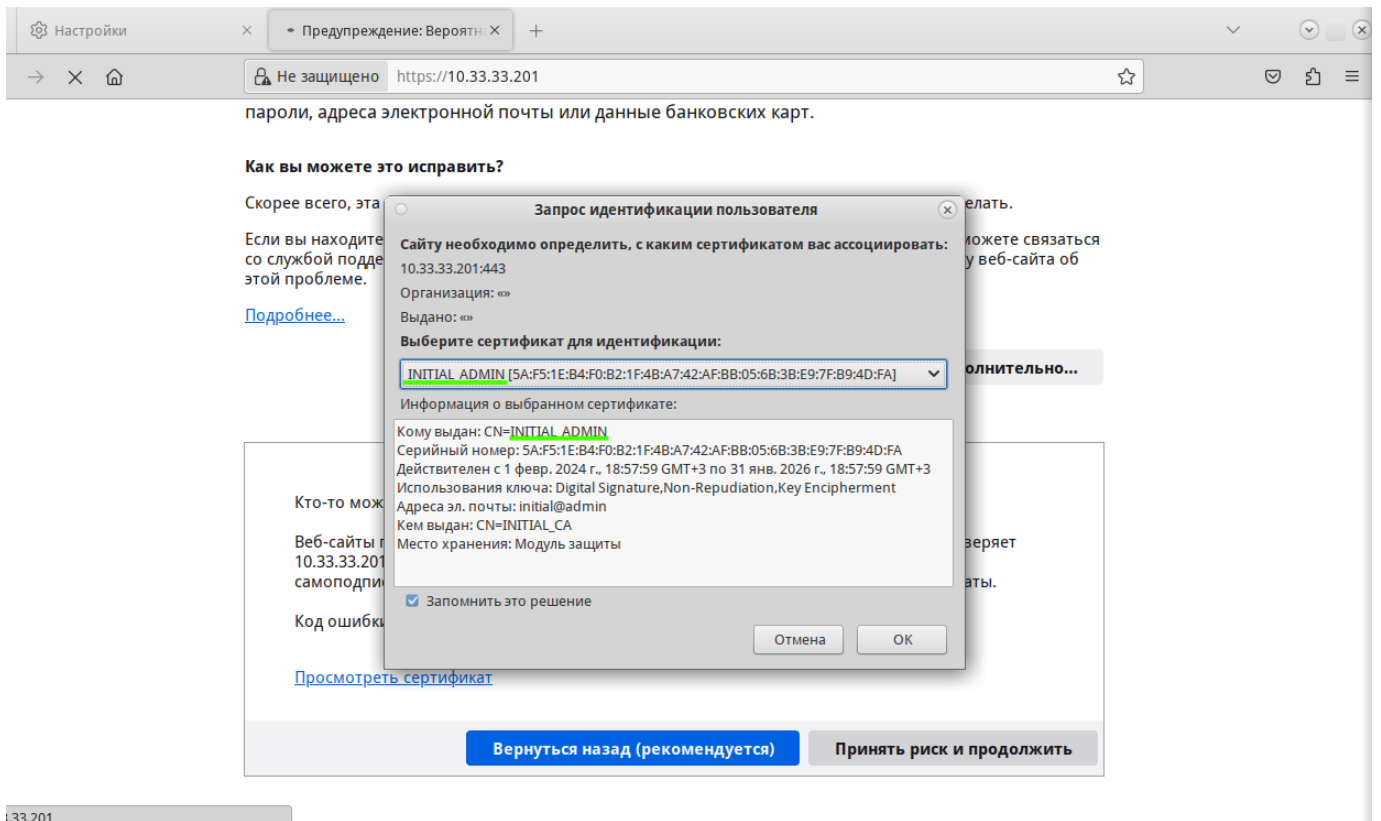 Настройки
Предупреждение: Вероятн
Не защищено https://10.33.33.201
пароли, адреса электронной почты или данные банковских карт.
Как вы можете это исправить?
Скорее всего, эта
елать.
Если вы находите
ожете связаться
со службой подде
у веб-сайта об
этой проблеме.
Подробнее...
олнительно...
Запрос идентификации пользователя
Сайту необходимо определить, с каким сертификатом вас ассоциировать:
10.33.33.201:443
Организация: «»
Выдано: «»
Выберите сертификат для идентификации:
INITIAL_ADMIN [5A:F5:1E:B4:F0:B2:1F:4B:A7:42:AF:BB:05:6B:3B:E9:7F:B9:4D:FA]
Информация о выбранном сертификате:
Кому выдан: CN=INITIAL_ADMIN
Серийный номер: 5A:F5:1E:B4:F0:B2:1F:4B:A7:42:AF:BB:05:6B:3B:E9:7F:B9:4D:FA
Действителен с 1 февр. 2024 г., 18:57:59 GMT+3 по 31 янв. 2026 г., 18:57:59 GMT+3
Использования ключа: Digital Signature,Non-Repudiation,Key Encipherment
Адреса эл. почты: initial@admin
Кем выдан: CN=INITIAL_CA
Место хранения: Модуль защиты
Запомнить это решение
Отмена
ОК
Кто-то мож
Веб-сайты п
веряет
10.33.33.201
самоподпи
аты.
Код ошибки
Просмотреть сертификат
Вернуться назад (рекомендуется)
Принять риск и продолжить
.33.201